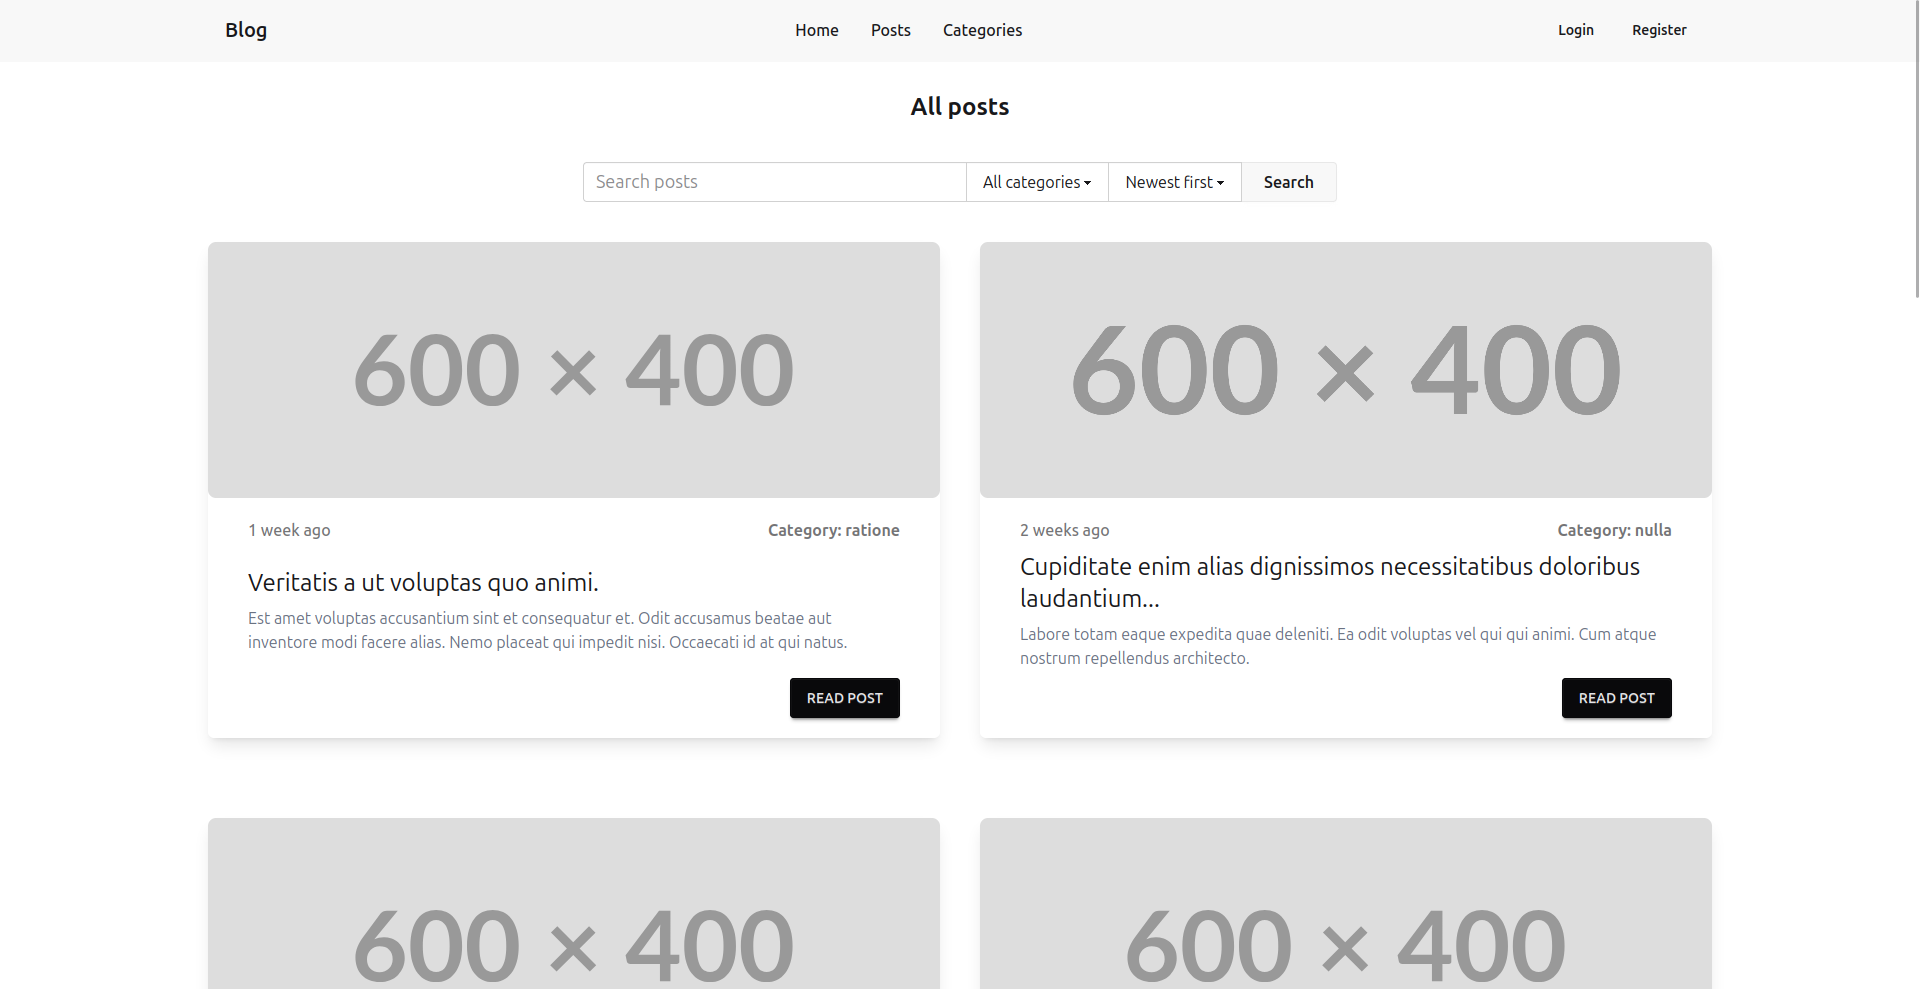 Blog
Home
Posts
Categories
Login
Register
All posts
Search posts
All categories
Newest first
Search
600 × 400
1 week ago
Category: ratione
Veritatis a ut voluptas quo animi.
Est amet voluptas accusantium sint et consequatur et. Odit accusamus beatae aut
inventore modi facere alias. Nemo placeat qui impedit nisi. Occaecati id at qui natus.
READ POST
600 × 400
2 weeks ago
Category: nulla
Cupiditate enim alias dignissimos necessitatibus doloribus
laudantium...
Labore totam eaque expedita quae deleniti. Ea odit voluptas vel qui qui animi. Cum atque
nostrum repellendus architecto.
READ POST
600 × 400
600 × 400